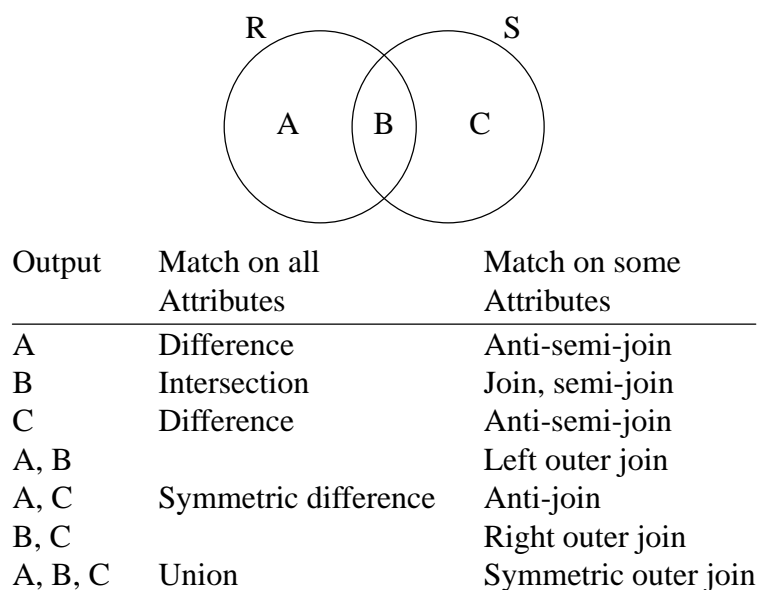 R S
A B C
Output Match on all Match on some
Attributes Attributes
A Difference Anti-semi-join
B Intersection Join, semi-join
C Difference Anti-semi-join
A, B Left outer join
A, C Symmetric difference Anti-join
B, C Right outer join
A, B, C Union Symmetric outer join